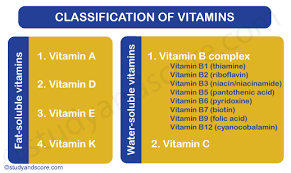 CLASSIFICATION OF VITAMINS
Fat-soluble vitamins
1. Vitamin A
2. Vitamin D
3. Vitamin E
4. Vitamin K
Water-soluble vitamins
1. Vitamin B complex
Vitamin B1 (thiamine)
Vitamin B2 (riboflavin)
Vitamin B3 (niacin/niacinamide)
Vitamin B5 (pantothenic acid)
Vitamin B6 (pyridoxine)
Vitamin B7 (biotin)
Vitamin B9 (folic acid)
Vitamin B12 (cyanocobalamin)
2. Vitamin C
©studyandscore.com
©studyandscore.com